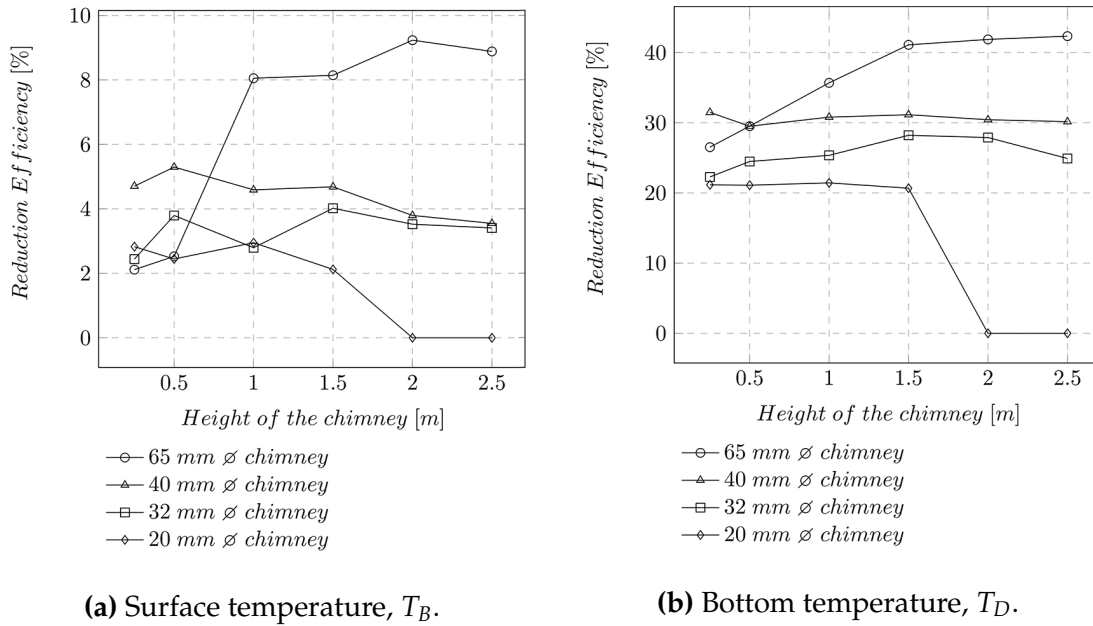 10
8
6
4
2
0
Reduction Efficiency [%]
0.5 1 1.5 2 2.5
Height of the chimney [m]
65 mm ⌀ chimney
40 mm ⌀ chimney
32 mm ⌀ chimney
20 mm ⌀ chimney
(a) Surface temperature, T_B.
40
30
20
10
0
Reduction Efficiency [%]
0.5 1 1.5 2 2.5
Height of the chimney [m]
65 mm ⌀ chimney
40 mm ⌀ chimney
32 mm ⌀ chimney
20 mm ⌀ chimney
(b) Bottom temperature, T_D.